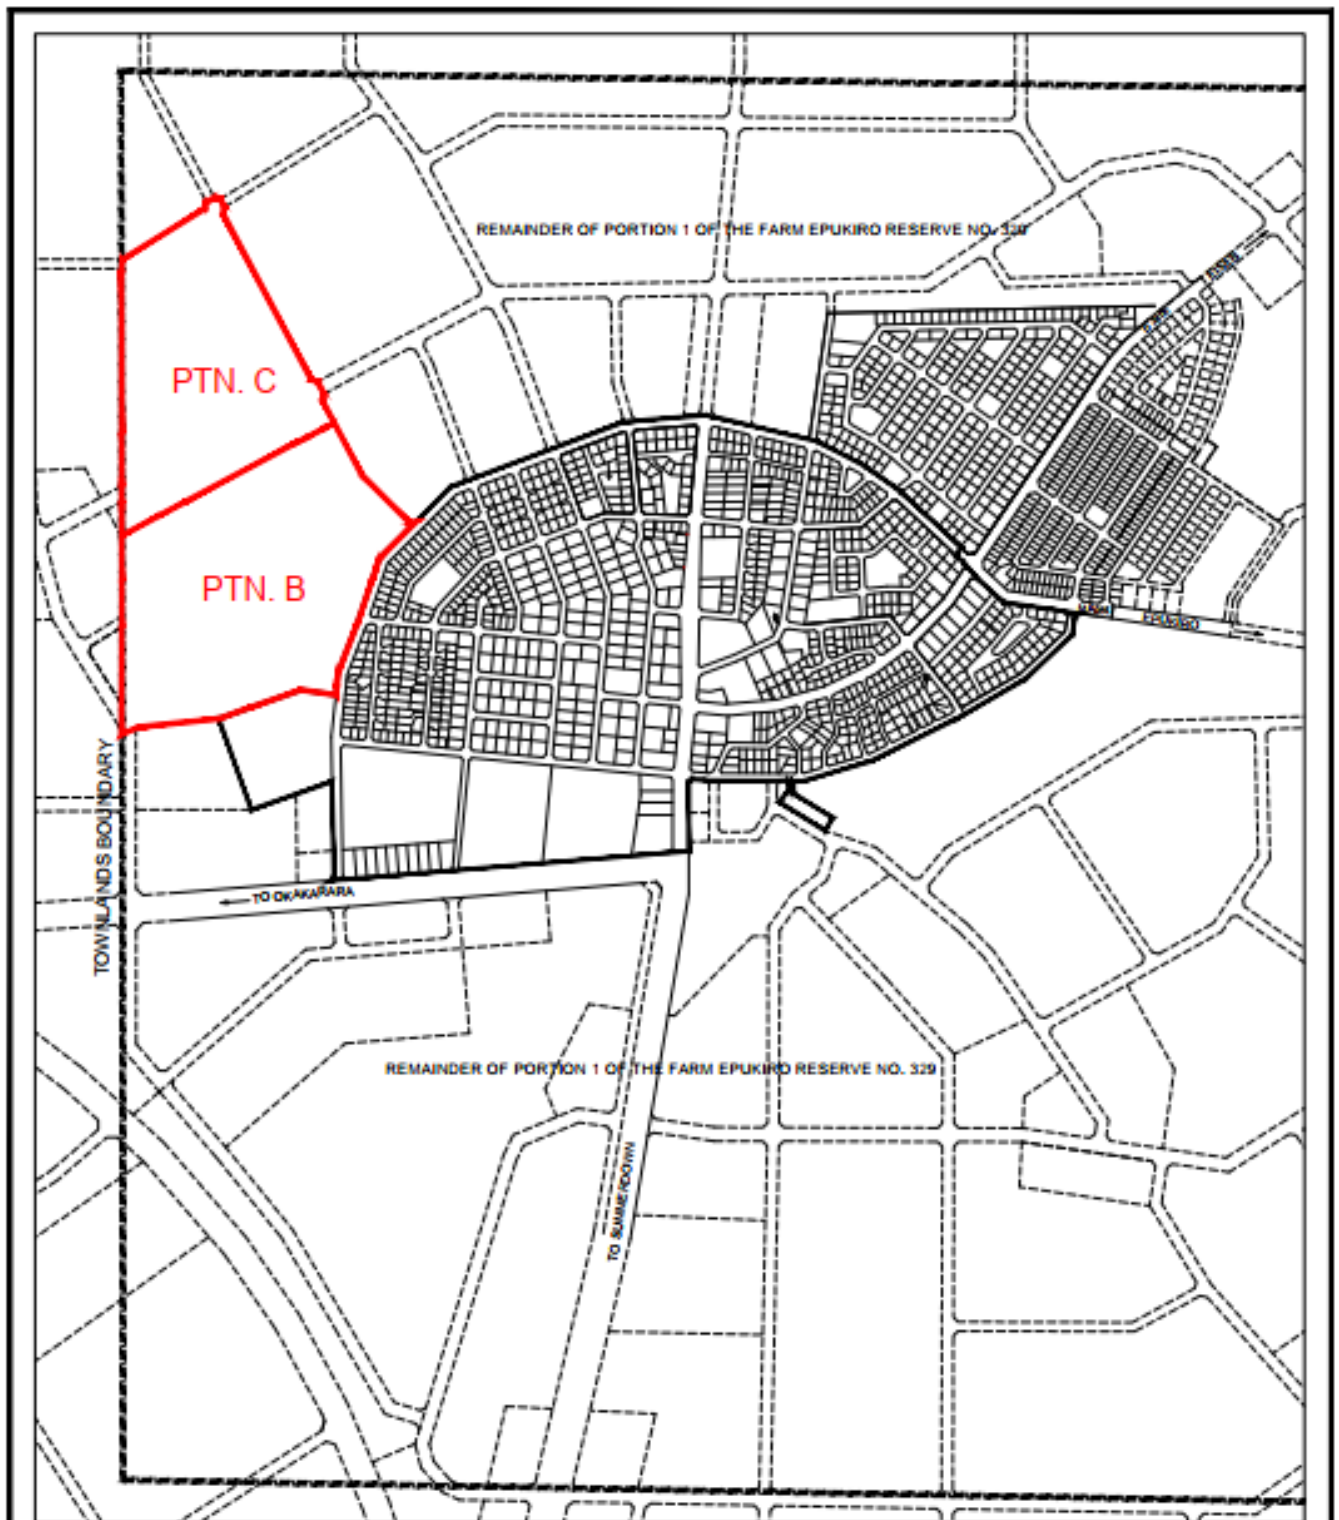 REMAINDER OF PORTION 1 OF THE FARM EPUKIRO RESERVE NO. 329
PTN. C
PTN. B
EPUKIRO
TOWNLANDS BOUNDARY
TO OKAKARARA
REMAINDER OF PORTION 1 OF THE FARM EPUKIRO RESERVE NO. 329
TO SUMMERDOWN